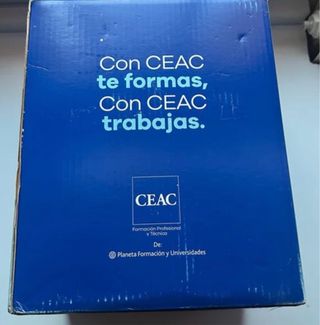 Con CEAC
te formas,
Con CEAC
trabajas.
CEAC
Formación Profesional
y Técnica
De:
Planeta Formación y Universidades